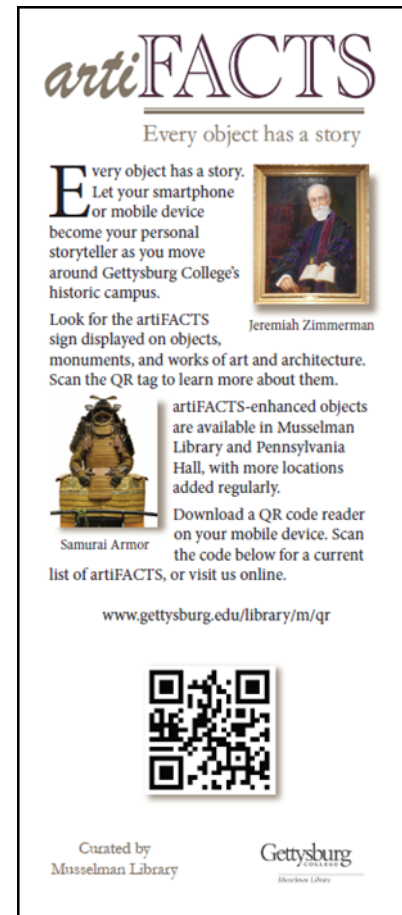 artiFACTS
Every object has a story
Every object has a story.
Let your smartphone
or mobile device
become your personal
storyteller as you move
around Gettysburg College's
historic campus.
Jeremiah Zimmerman
Look for the artiFACTS
sign displayed on objects,
monuments, and works of art and architecture.
Scan the QR tag to learn more about them.
Samurai Armor
artiFACTS-enhanced objects
are available in Musselman
Library and Pennsylvania
Hall, with more locations
added regularly.
Download a QR code reader
on your mobile device. Scan
the code below for a current
list of artiFACTS, or visit us online.
www.gettysburg.edu/library/m/qr
Curated by
Musselman Library
Gettysburg
COLLEGE
Musselman Library